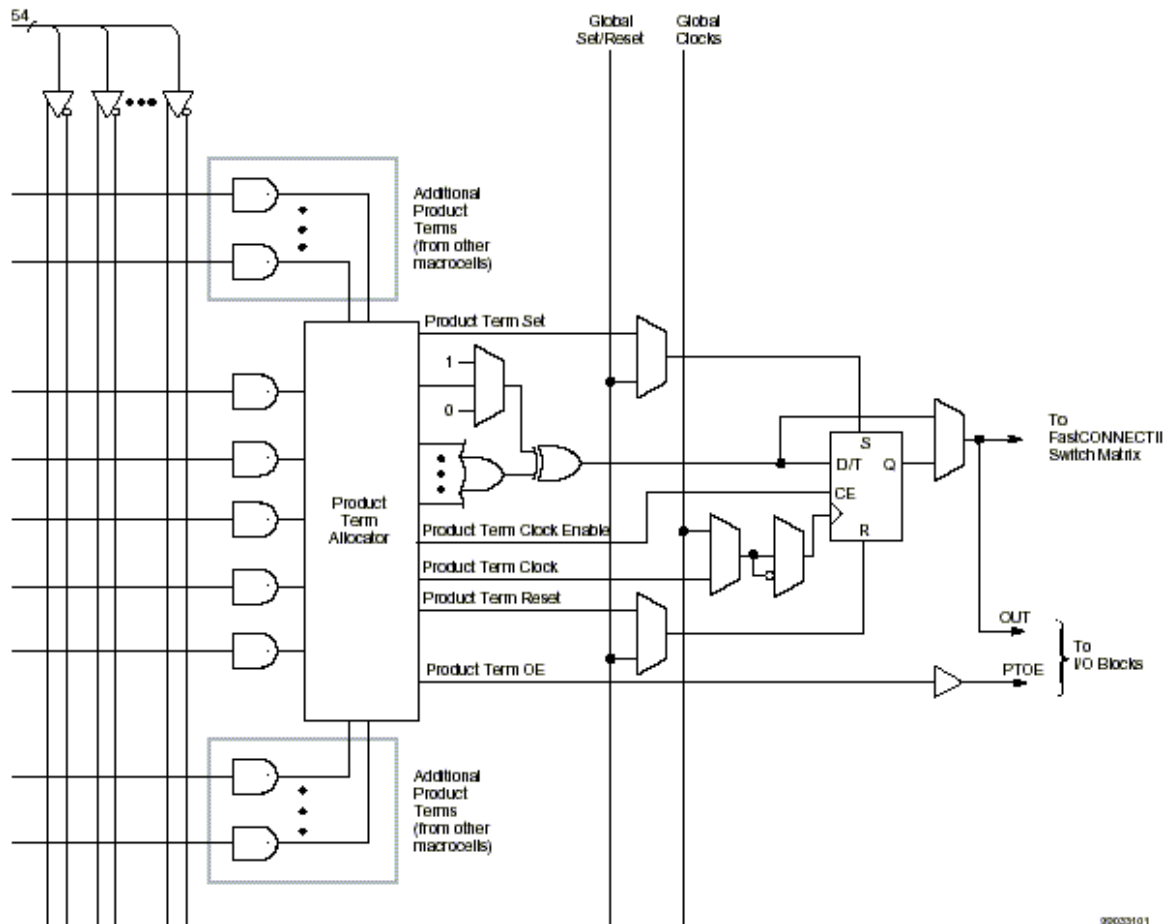 54
Global
Set/Reset
Global
Clocks
Additional
Product
Terms
(from other
macrocells)
Product Term Set
1
0
To
FastCONNECTII
Switch Matrix
S
D/T
Q
CE
R
Product
Term
Allocator
Product Term Clock Enable
Product Term Clock
Product Term Reset
OUT
To
I/O Blocks
Product Term OE
PTOE
Additional
Product
Terms
(from other
macrocells)